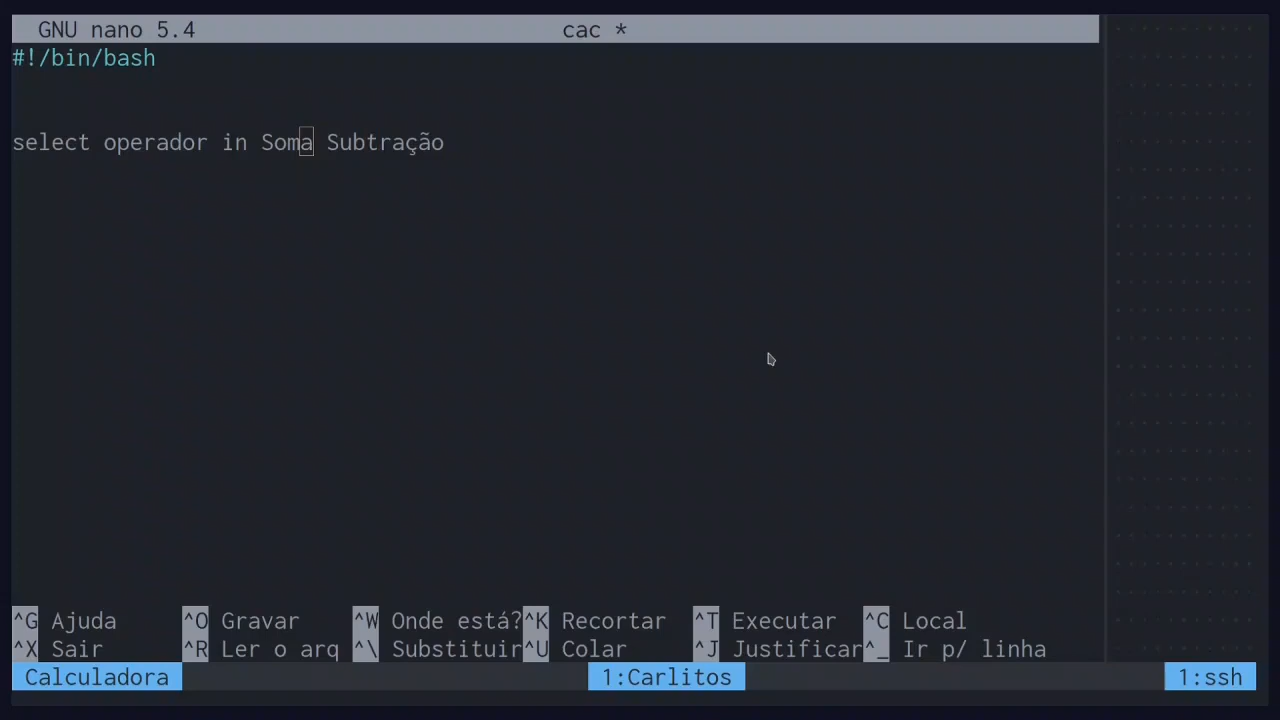 GNU nano 5.4 cac *
#!/bin/bash
select operador in Soma Subtração
^G Ajuda ^O Gravar ^W Onde está? ^K Recortar ^T Executar ^C Local
^X Sair ^R Ler o arq ^\ Substituir ^U Colar ^J Justificar ^_ Ir p/ linha
Calculadora 1:Carlitos 1:ssh